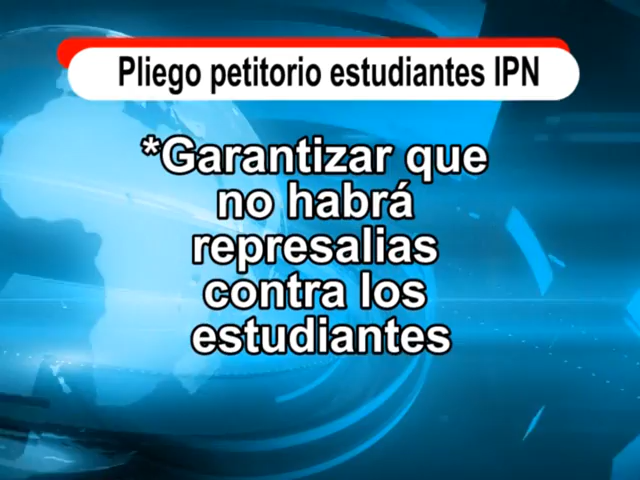 Pliego petitorio estudiantes IPN
*Garantizar que
no habrá
represalias
contra los
estudiantes